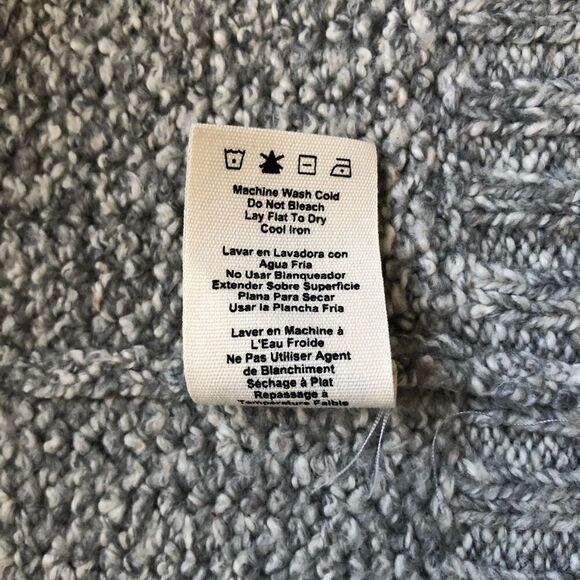 Machine Wash Cold
Do Not Bleach
Lay Flat To Dry
Cool Iron
Lavar en Lavadora con
Agua Fria
No Usar Blanqueador
Extender Sobre Superficie
Plana Para Secar
Usar la Plancha Fria
Laver en Machine à
L'Eau Froide
Ne Pas Utiliser Agent
de Blanchiment
Séchage à Plat
Repassage à
Température Faible